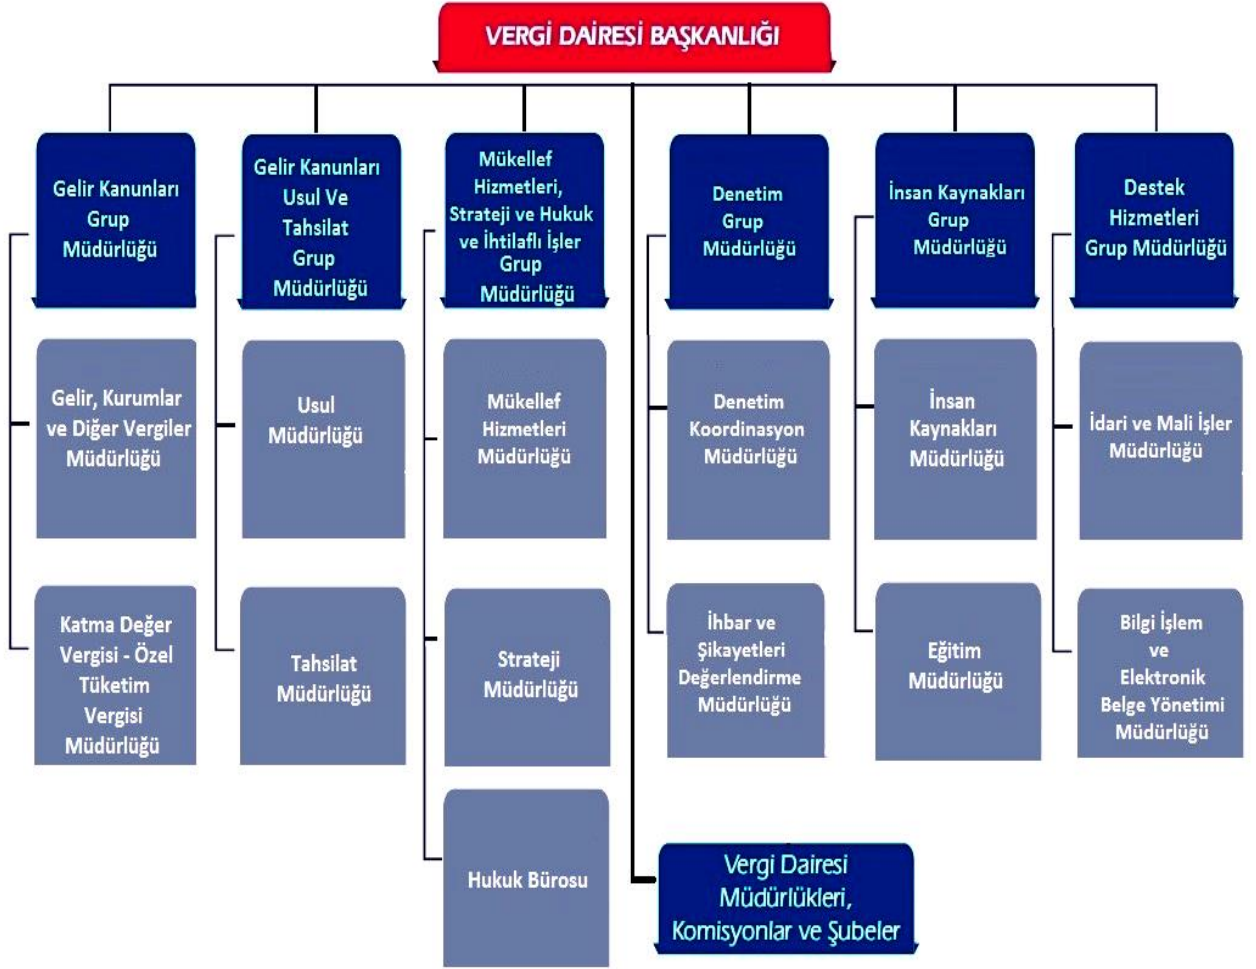 VERGİ DAİRESİ BAŞKANLIĞI
Gelir Kanunları
Grup
Müdürlüğü
Gelir, Kurumlar
ve Diğer Vergiler
Müdürlüğü
Katma Değer
Vergisi - Özel
Tüketim
Vergisi
Müdürlüğü
Gelir Kanunları
Usul Ve
Tahsilat
Grup
Müdürlüğü
Usul
Müdürlüğü
Tahsilat
Müdürlüğü
Mükellef
Hizmetleri,
Strateji ve Hukuk
ve İhtilaflı İşler
Grup
Müdürlüğü
Mükellef
Hizmetleri
Müdürlüğü
Strateji
Müdürlüğü
Hukuk Bürosu
Denetim
Grup
Müdürlüğü
Denetim
Koordinasyon
Müdürlüğü
İhbar ve
Şikayetleri
Değerlendirme
Müdürlüğü
İnsan Kaynakları
Grup
Müdürlüğü
İnsan
Kaynakları
Müdürlüğü
Eğitim
Müdürlüğü
Destek
Hizmetleri
Grup Müdürlüğü
İdari ve Mali İşler
Müdürlüğü
Bilgi İşlem
ve
Elektronik
Belge Yönetimi
Müdürlüğü
Vergi Dairesi
Müdürlükleri,
Komisyonlar ve Şubeler